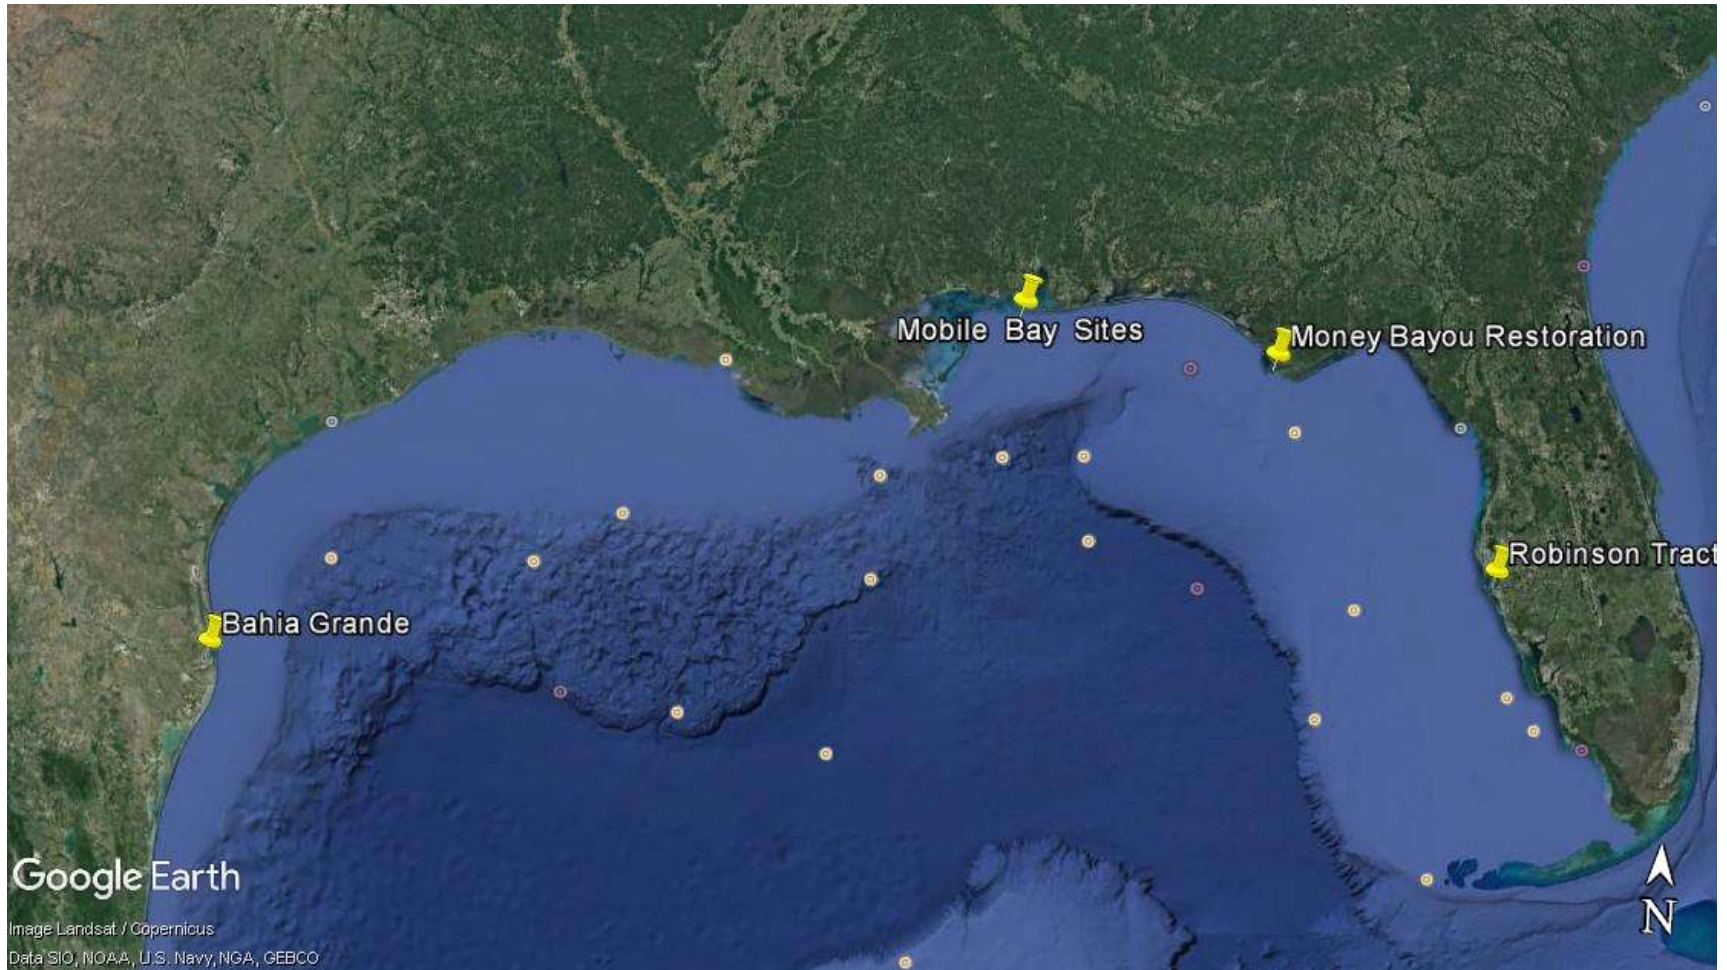 Mobile Bay Sites
Money Bayou Restoration
Robinson Tract
Bahia Grande
Google Earth
N
Image Landsat / Copernicus
Data SIO, NOAA, U.S. Navy, NGA, GEBCO